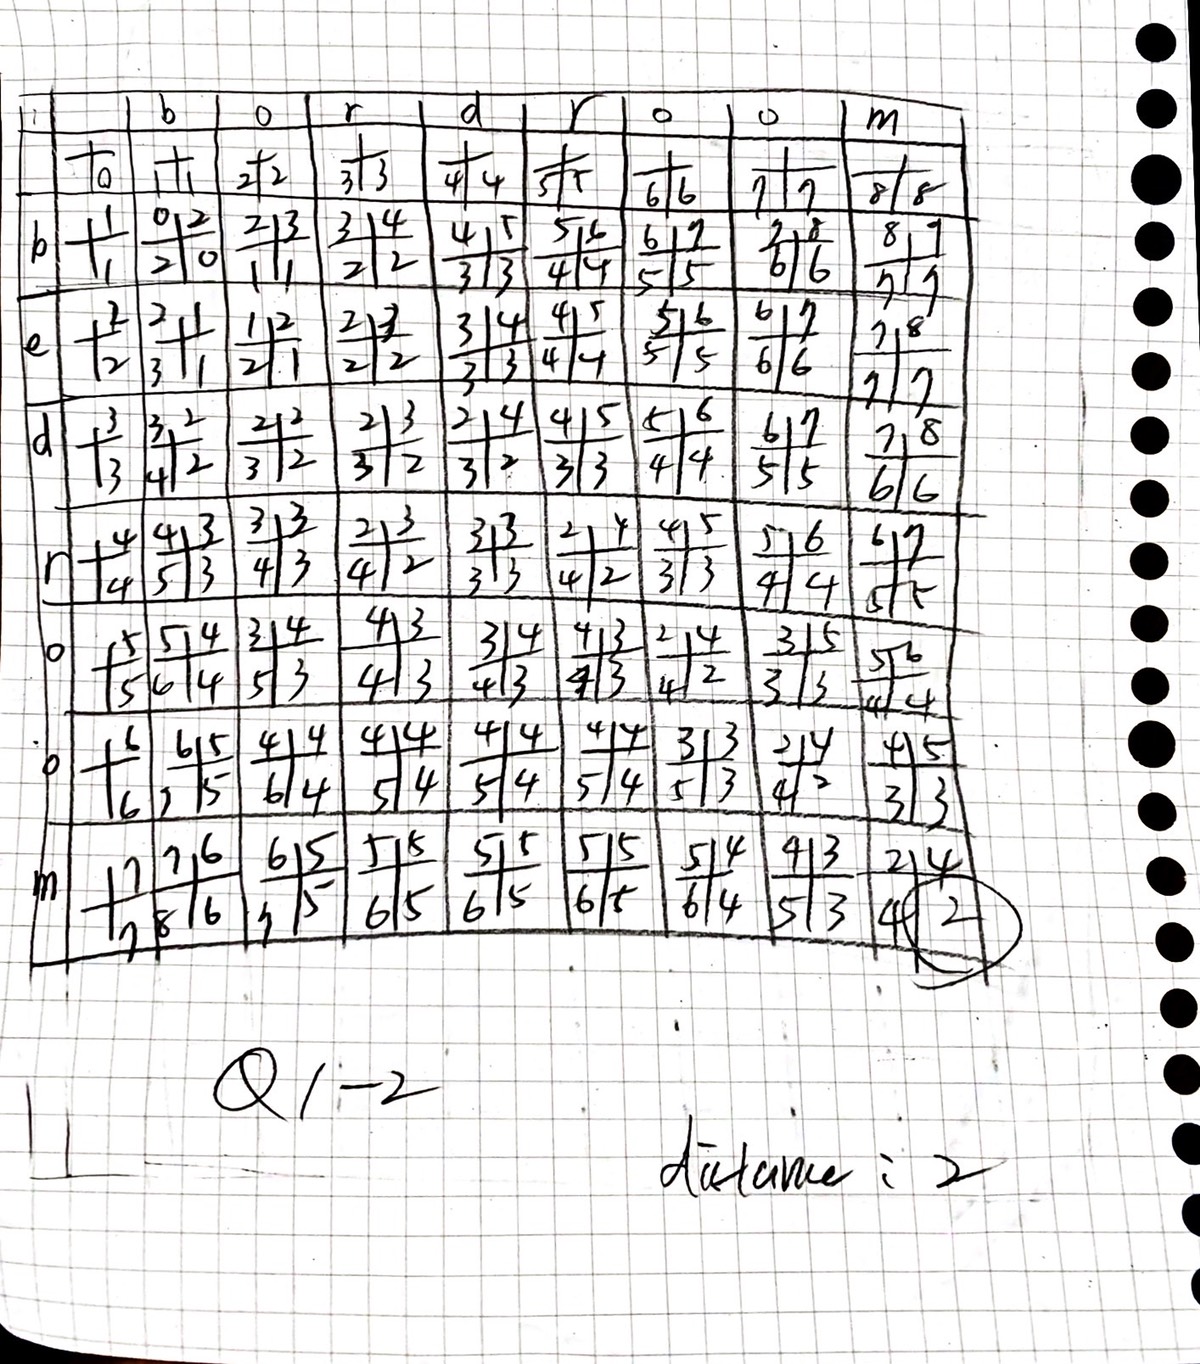 b o r d r o o m
0 1 1 2 2 3 3 4 4 5 5 6 6 7 7 8 8
b 1 0 2 2 3 3 4 4 5 5 6 6 7 7 8 8 9
1 2 0 1 1 2 2 3 3 4 4 5 5 6 6 7 7
e 2 2 1 1 2 2 3 3 4 4 5 5 6 6 7 7 8
2 3 1 2 1 2 2 3 3 4 4 5 5 6 6 7 7
d 3 3 2 2 2 2 3 2 4 4 5 5 6 6 7 7 8
3 4 2 3 2 3 2 3 2 3 3 4 4 5 5 6 6
r 4 4 3 3 3 2 3 3 3 2 4 4 5 5 6 6 7
4 5 3 4 3 4 2 3 3 4 2 3 3 4 4 5 5
o 5 5 4 3 4 4 3 3 4 4 3 2 4 3 5 5 6
5 6 4 5 3 4 3 4 3 4 3 4 2 3 3 4 4
o 6 6 5 4 4 4 4 4 4 4 4 3 3 2 4 4 5
6 7 5 6 4 5 4 5 4 5 4 5 3 4 2 3 3
m 7 7 6 6 5 5 5 5 5 5 5 5 4 4 3 2 4
7 8 6 7 5 6 5 6 5 6 5 6 4 5 3 4 2
Q1-2
distance : 2